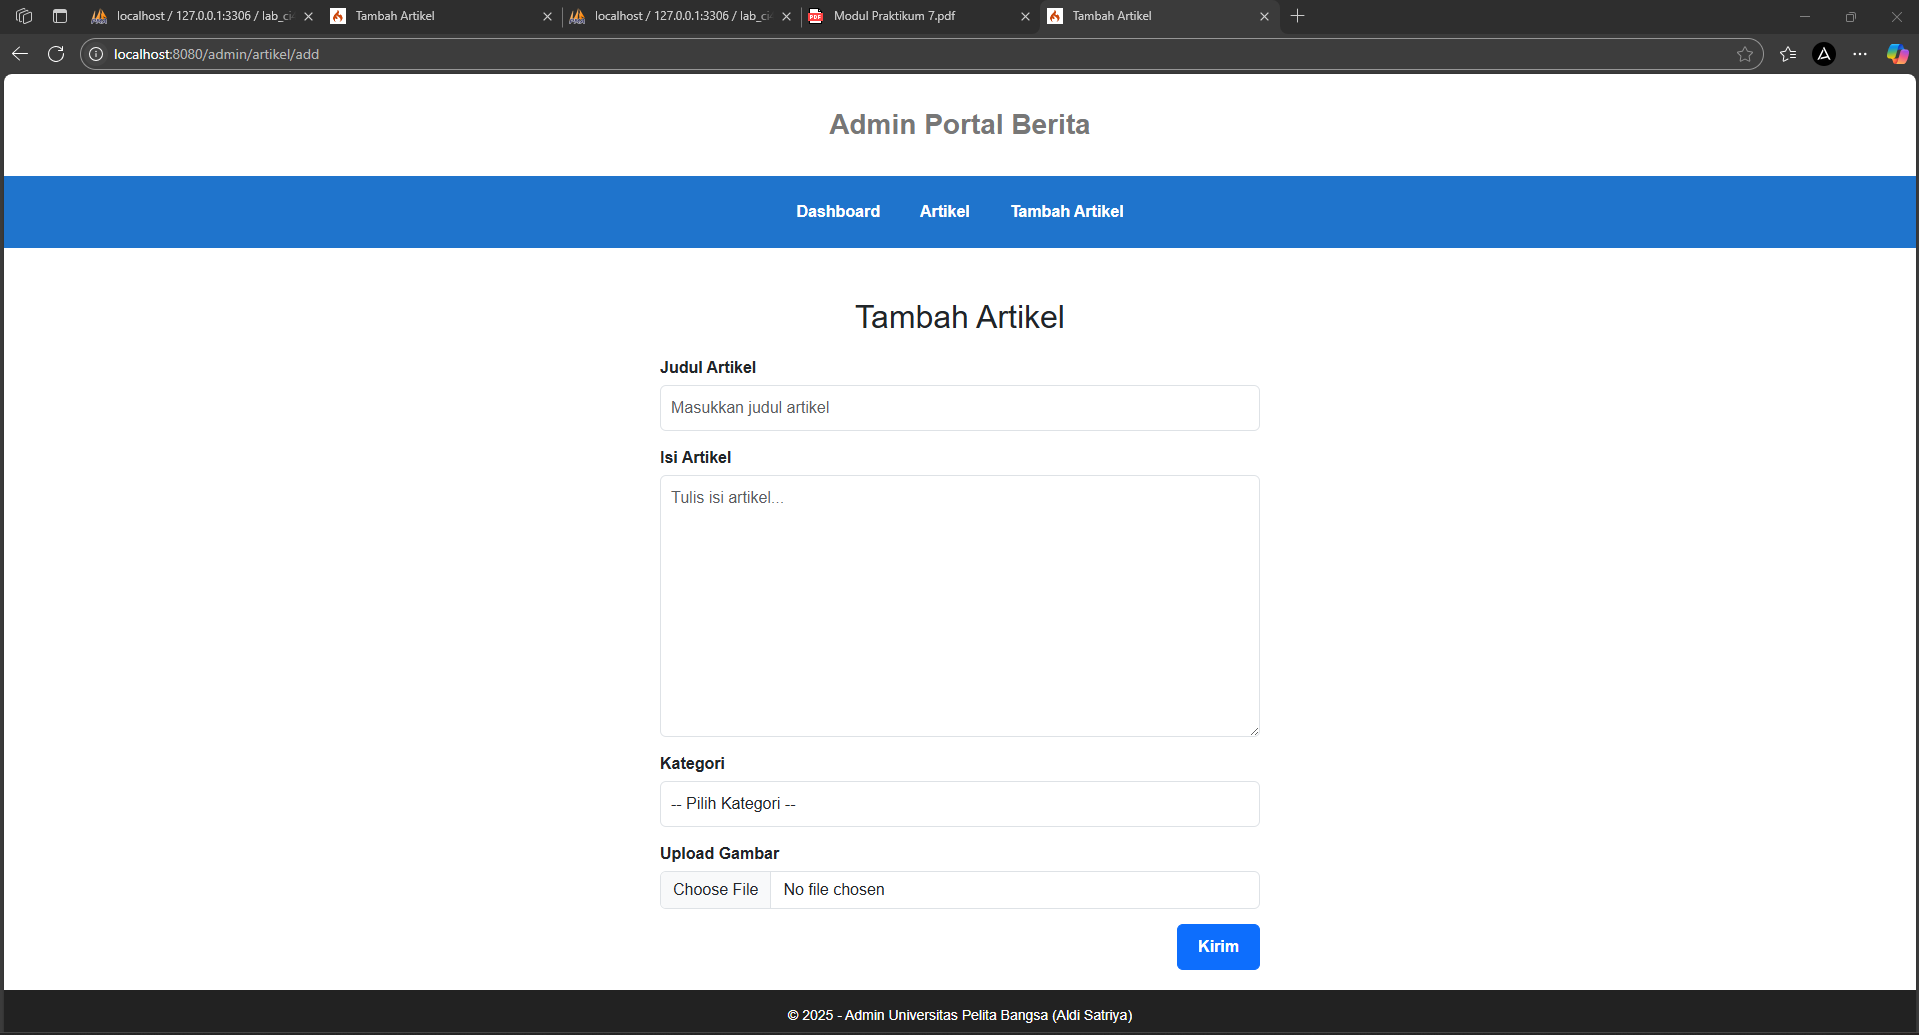 localhost / 127.0.0.1:3306 / lab_ci
Tambah Artikel
localhost / 127.0.0.1:3306 / lab_ci
Modul Praktikum 7.pdf
Tambah Artikel
localhost:8080/admin/artikel/add
Admin Portal Berita
Dashboard Artikel Tambah Artikel
Tambah Artikel
Judul Artikel
Masukkan judul artikel
Isi Artikel
Tulis isi artikel...
Kategori
-- Pilih Kategori --
Upload Gambar
Choose File No file chosen
Kirim
© 2025 - Admin Universitas Pelita Bangsa (Aldi Satriya)